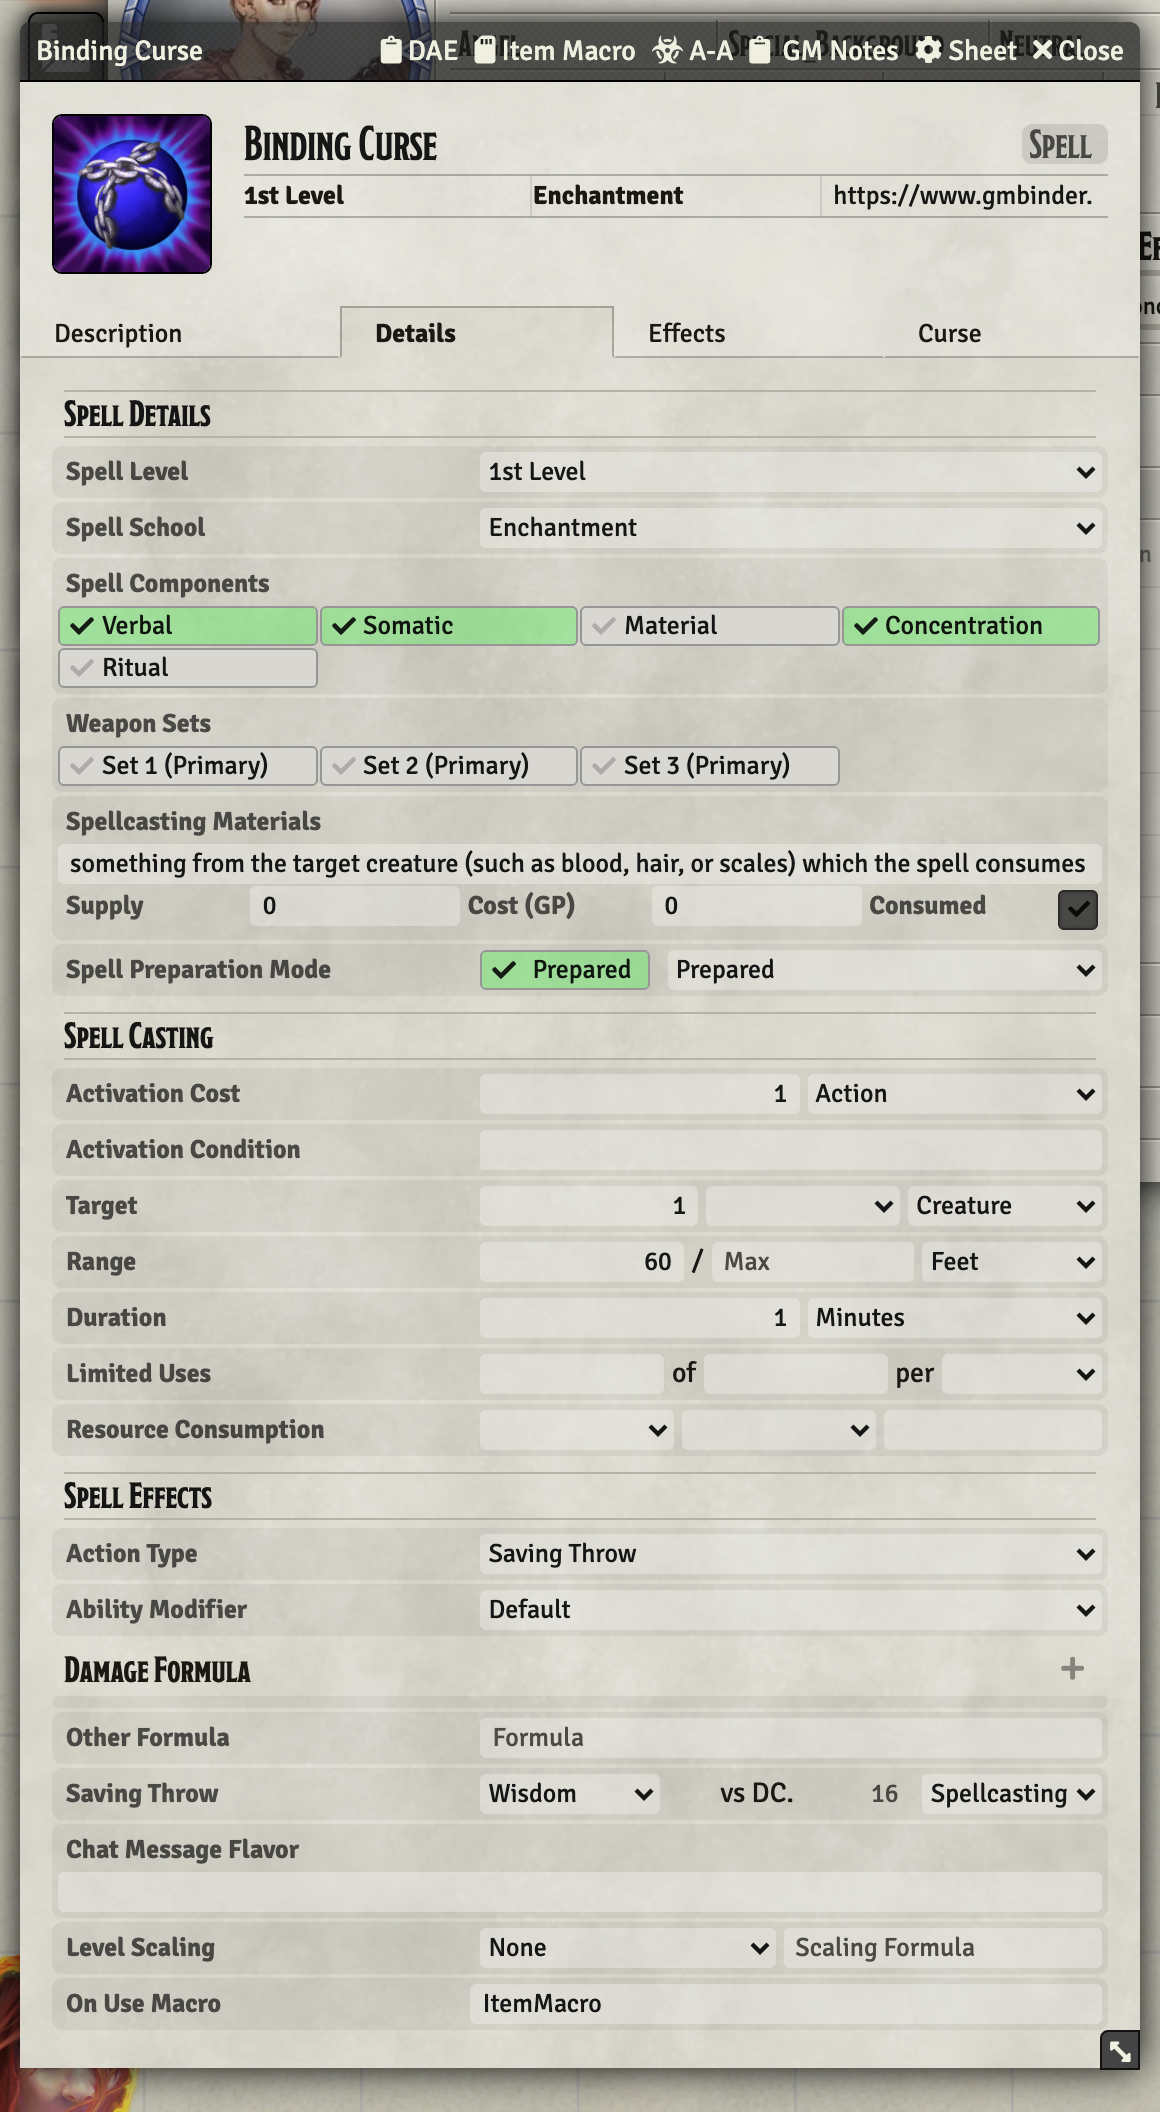 Binding Curse DAE Item Macro A-A GM Notes Sheet Close
Binding Curse Spell
1st Level Enchantment https://www.gmbinder.
Description Details Effects Curse
Spell Details
Spell Level 1st Level
Spell School Enchantment
Spell Components
Verbal Somatic Material Concentration
Ritual
Weapon Sets
Set 1 (Primary) Set 2 (Primary) Set 3 (Primary)
Spellcasting Materials
something from the target creature (such as blood, hair, or scales) which the spell consumes
Supply 0 Cost (GP) 0 Consumed
Spell Preparation Mode Prepared Prepared
Spell Casting
Activation Cost 1 Action
Activation Condition
Target 1 Creature
Range 60 / Max Feet
Duration 1 Minutes
Limited Uses of per
Resource Consumption
Spell Effects
Action Type Saving Throw
Ability Modifier Default
Damage Formula
Other Formula Formula
Saving Throw Wisdom vs DC. 16 Spellcasting
Chat Message Flavor
Level Scaling None Scaling Formula
On Use Macro ItemMacro